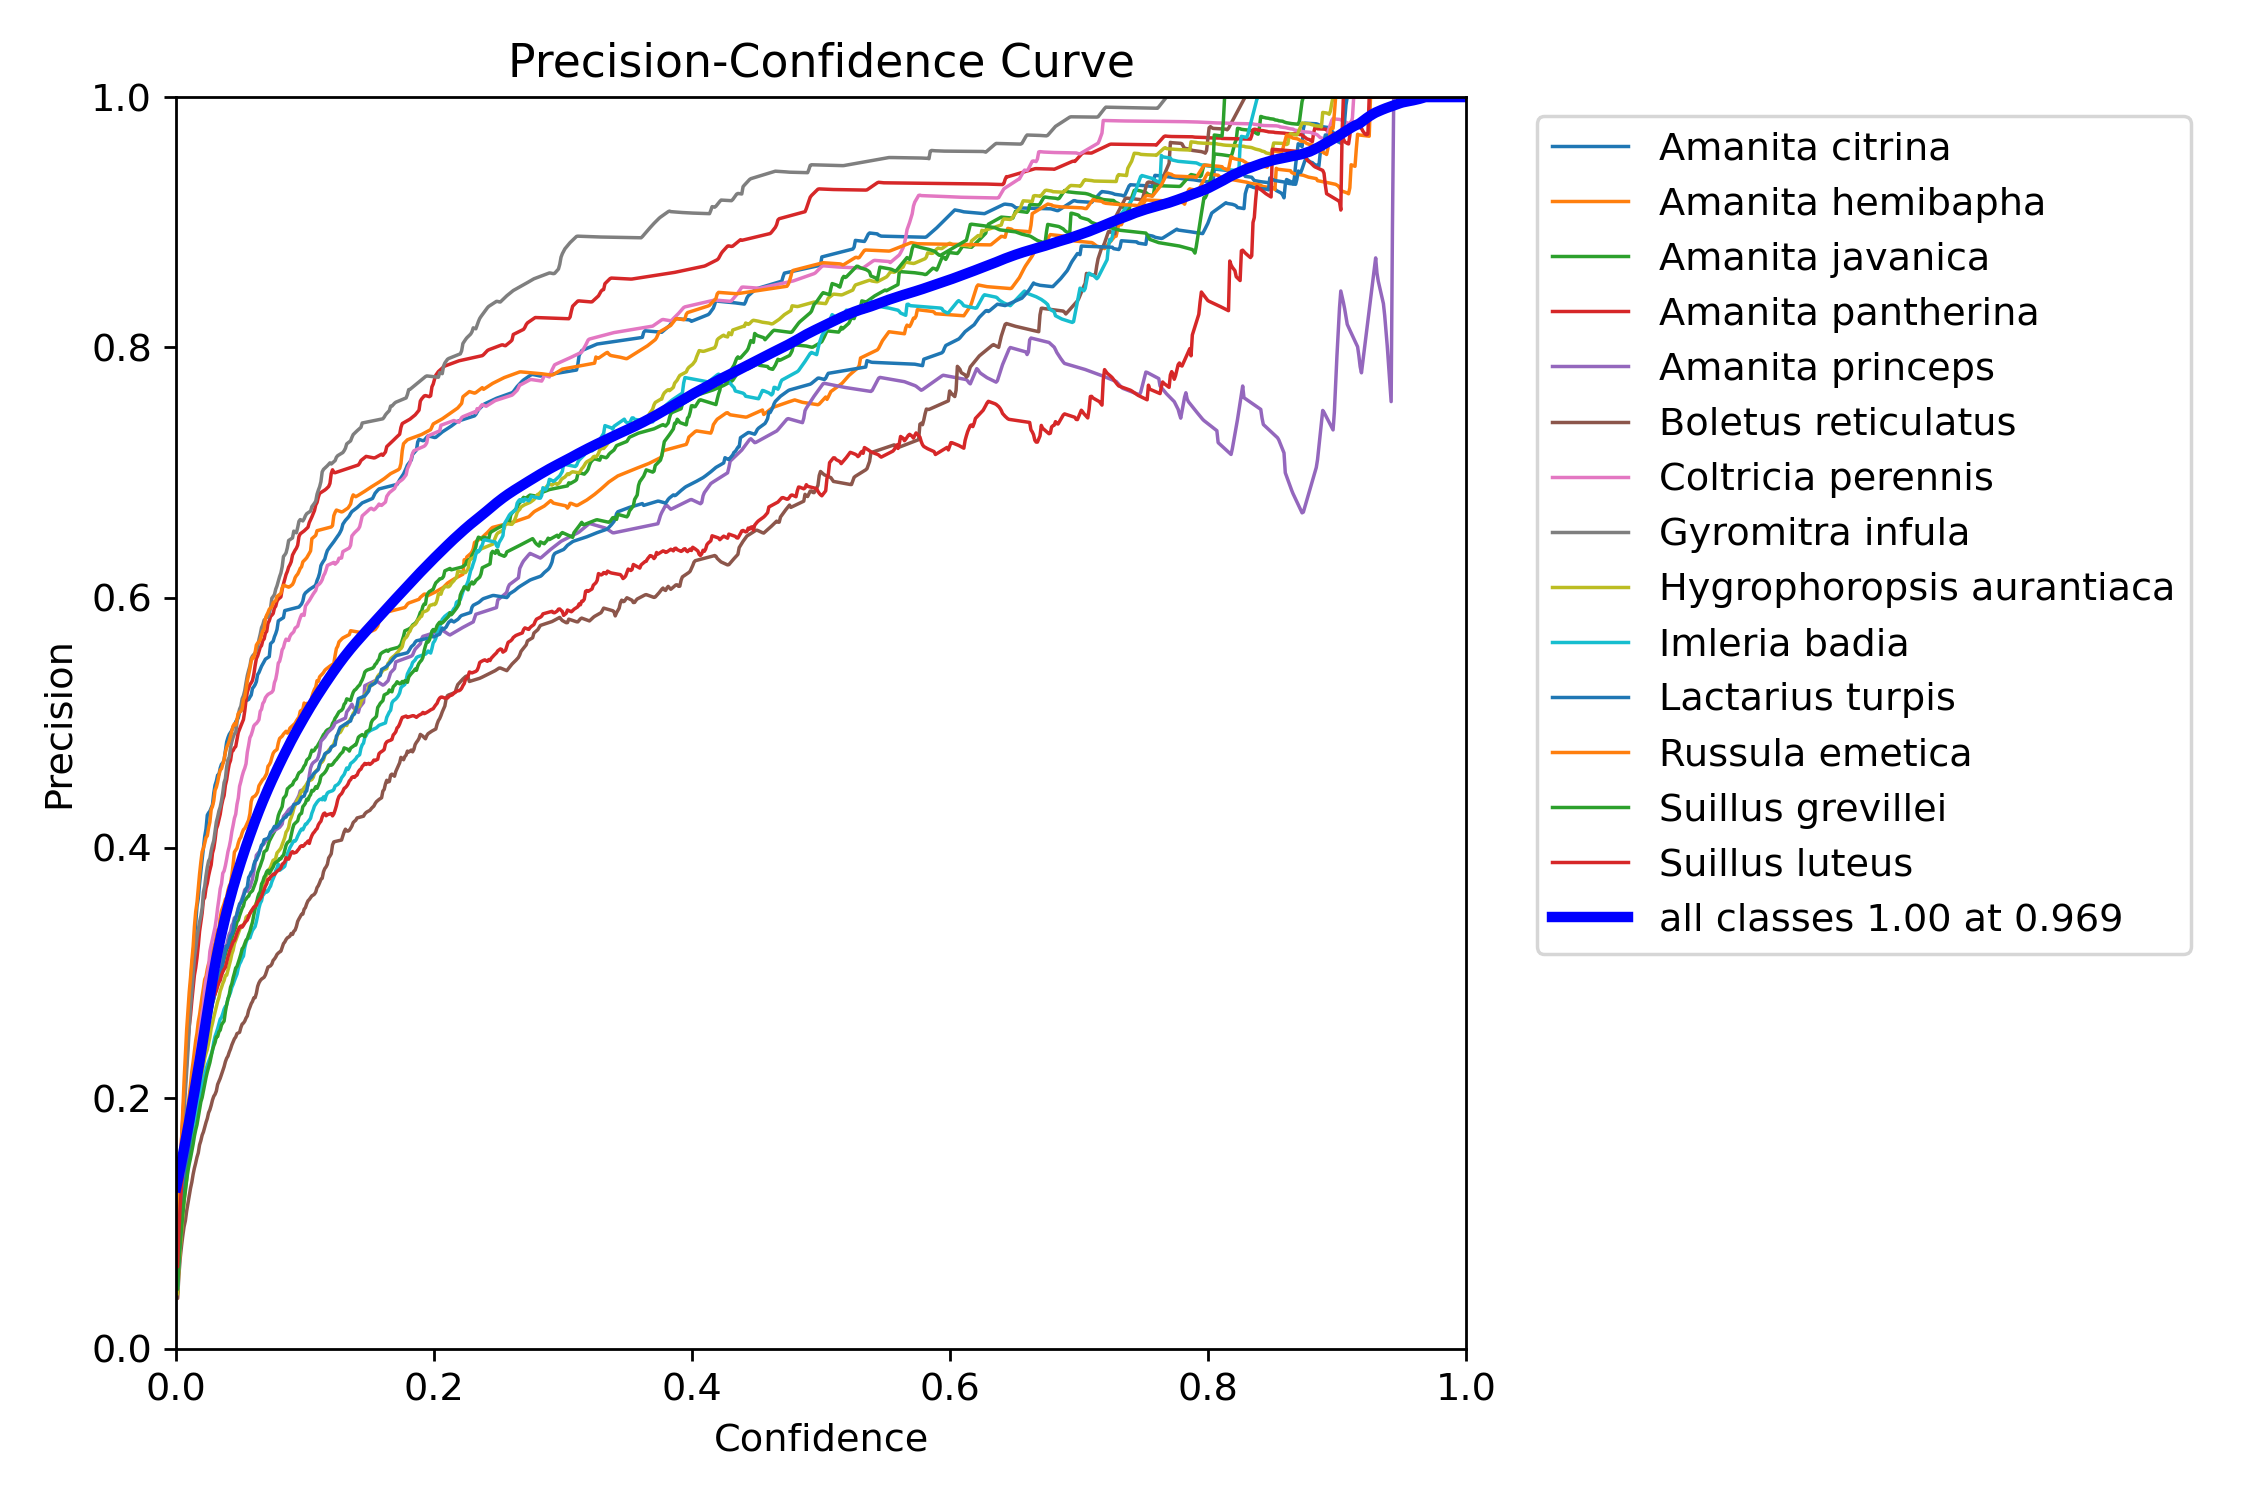 Precision-Confidence Curve
1.0
0.8
0.6
0.4
0.2
0.0
Precision
0.0 0.2 0.4 0.6 0.8 1.0
Confidence
Amanita citrina
Amanita hemibapha
Amanita javanica
Amanita pantherina
Amanita princeps
Boletus reticulatus
Coltricia perennis
Gyromitra infula
Hygrophoropsis aurantiaca
Imleria badia
Lactarius turpis
Russula emetica
Suillus grevillei
Suillus luteus
all classes 1.00 at 0.969